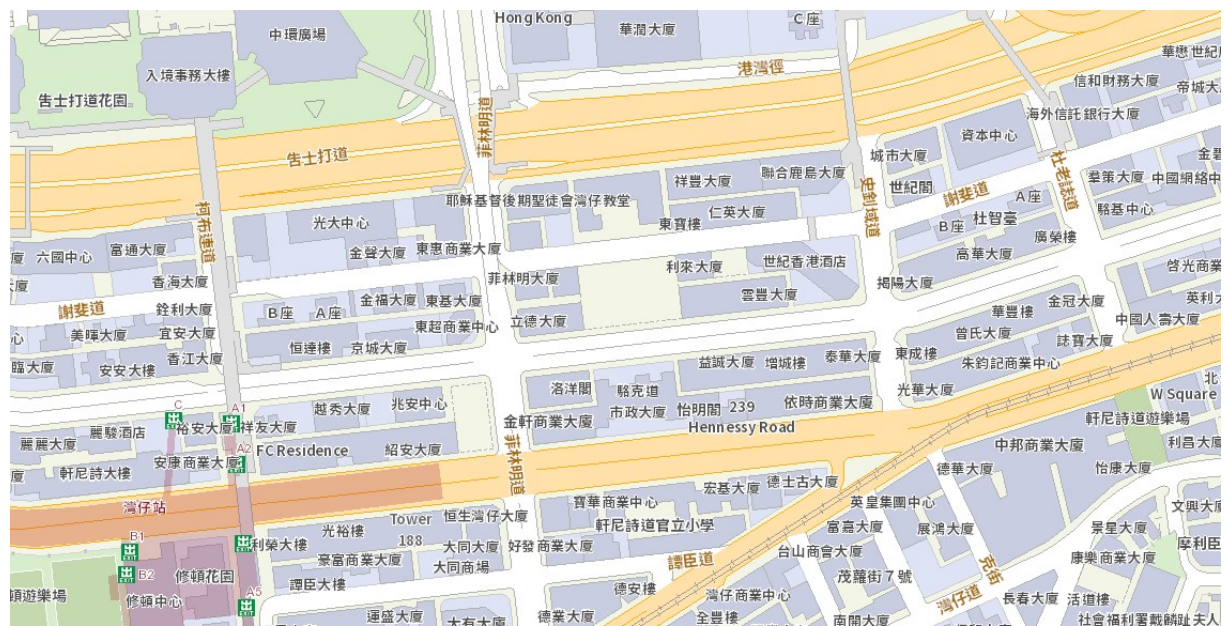 Hong Kong
華潤大廈
C 座
中環廣場
入境事務大樓
告士打道花園
港灣徑
信和財務大廈
海外信託銀行大廈
菲林明道
告士打道
資本中心
城市大廈
杜老誌道
柯布連道
耶穌基督後期聖徒會灣仔教堂
祥豐大廈
聯合鹿島大廈
世紀閣
謝斐道
A 座
群策大廈
中國網絡中
駱基中心
光大中心
東寶樓
仁英大廈
史釗域道
B 座
杜智臺
廣榮樓
六國中心
富通大廈
金聲大廈
東惠商業大廈
高華大廈
香海大廈
菲林明大廈
利來大廈
世紀香港酒店
揭陽大廈
啓光商業
謝斐道
銓利大廈
B 座
A 座
金福大廈
東基大廈
雲豐大廈
華豐樓
金冠大廈
美暉大廈
宜安大廈
東超商業中心
立德大廈
曾氏大廈
中國人壽大廈
恒達樓
京城大廈
誌寶大廈
安安大樓
香江大廈
益誠大廈
增城樓
泰華大廈
東成樓
朱鈞記商業中心
洛洋閣
駱克道
市政大廈
光華大廈
W Square
C
A1
越秀大廈
兆安中心
怡明閣
239
Hennessy Road
依時商業大廈
軒尼詩道遊樂場
麗麗大廈
麗駿酒店
裕安大廈
祥友大廈
金軒商業大廈
利昌大廈
A2
FC Residence
紹安大廈
中邦商業大廈
軒尼詩大樓
安康商業大廈
菲林明道
德華大廈
怡康大廈
灣仔站
宏基大廈
德士古大廈
寶華商業中心
英皇集團中心
Tower
188
恒生灣仔大廈
軒尼詩道官立小學
富嘉大廈
展鴻大廈
景星大廈
B1
利榮大樓
光裕樓
大同大廈
好發商業大廈
台山商會大廈
克街
康樂商業大廈
B2
修頓花園
豪富商業大廈
大同商場
譚臣道
茂蘿街7號
修頓中心
A5
譚臣大樓
德安樓
灣仔商業中心
灣仔道
長春大廈
活道樓
運盛大廈
大有大廈
德業大廈
全豐樓
南開大廈
社會福利署戴麟趾夫人